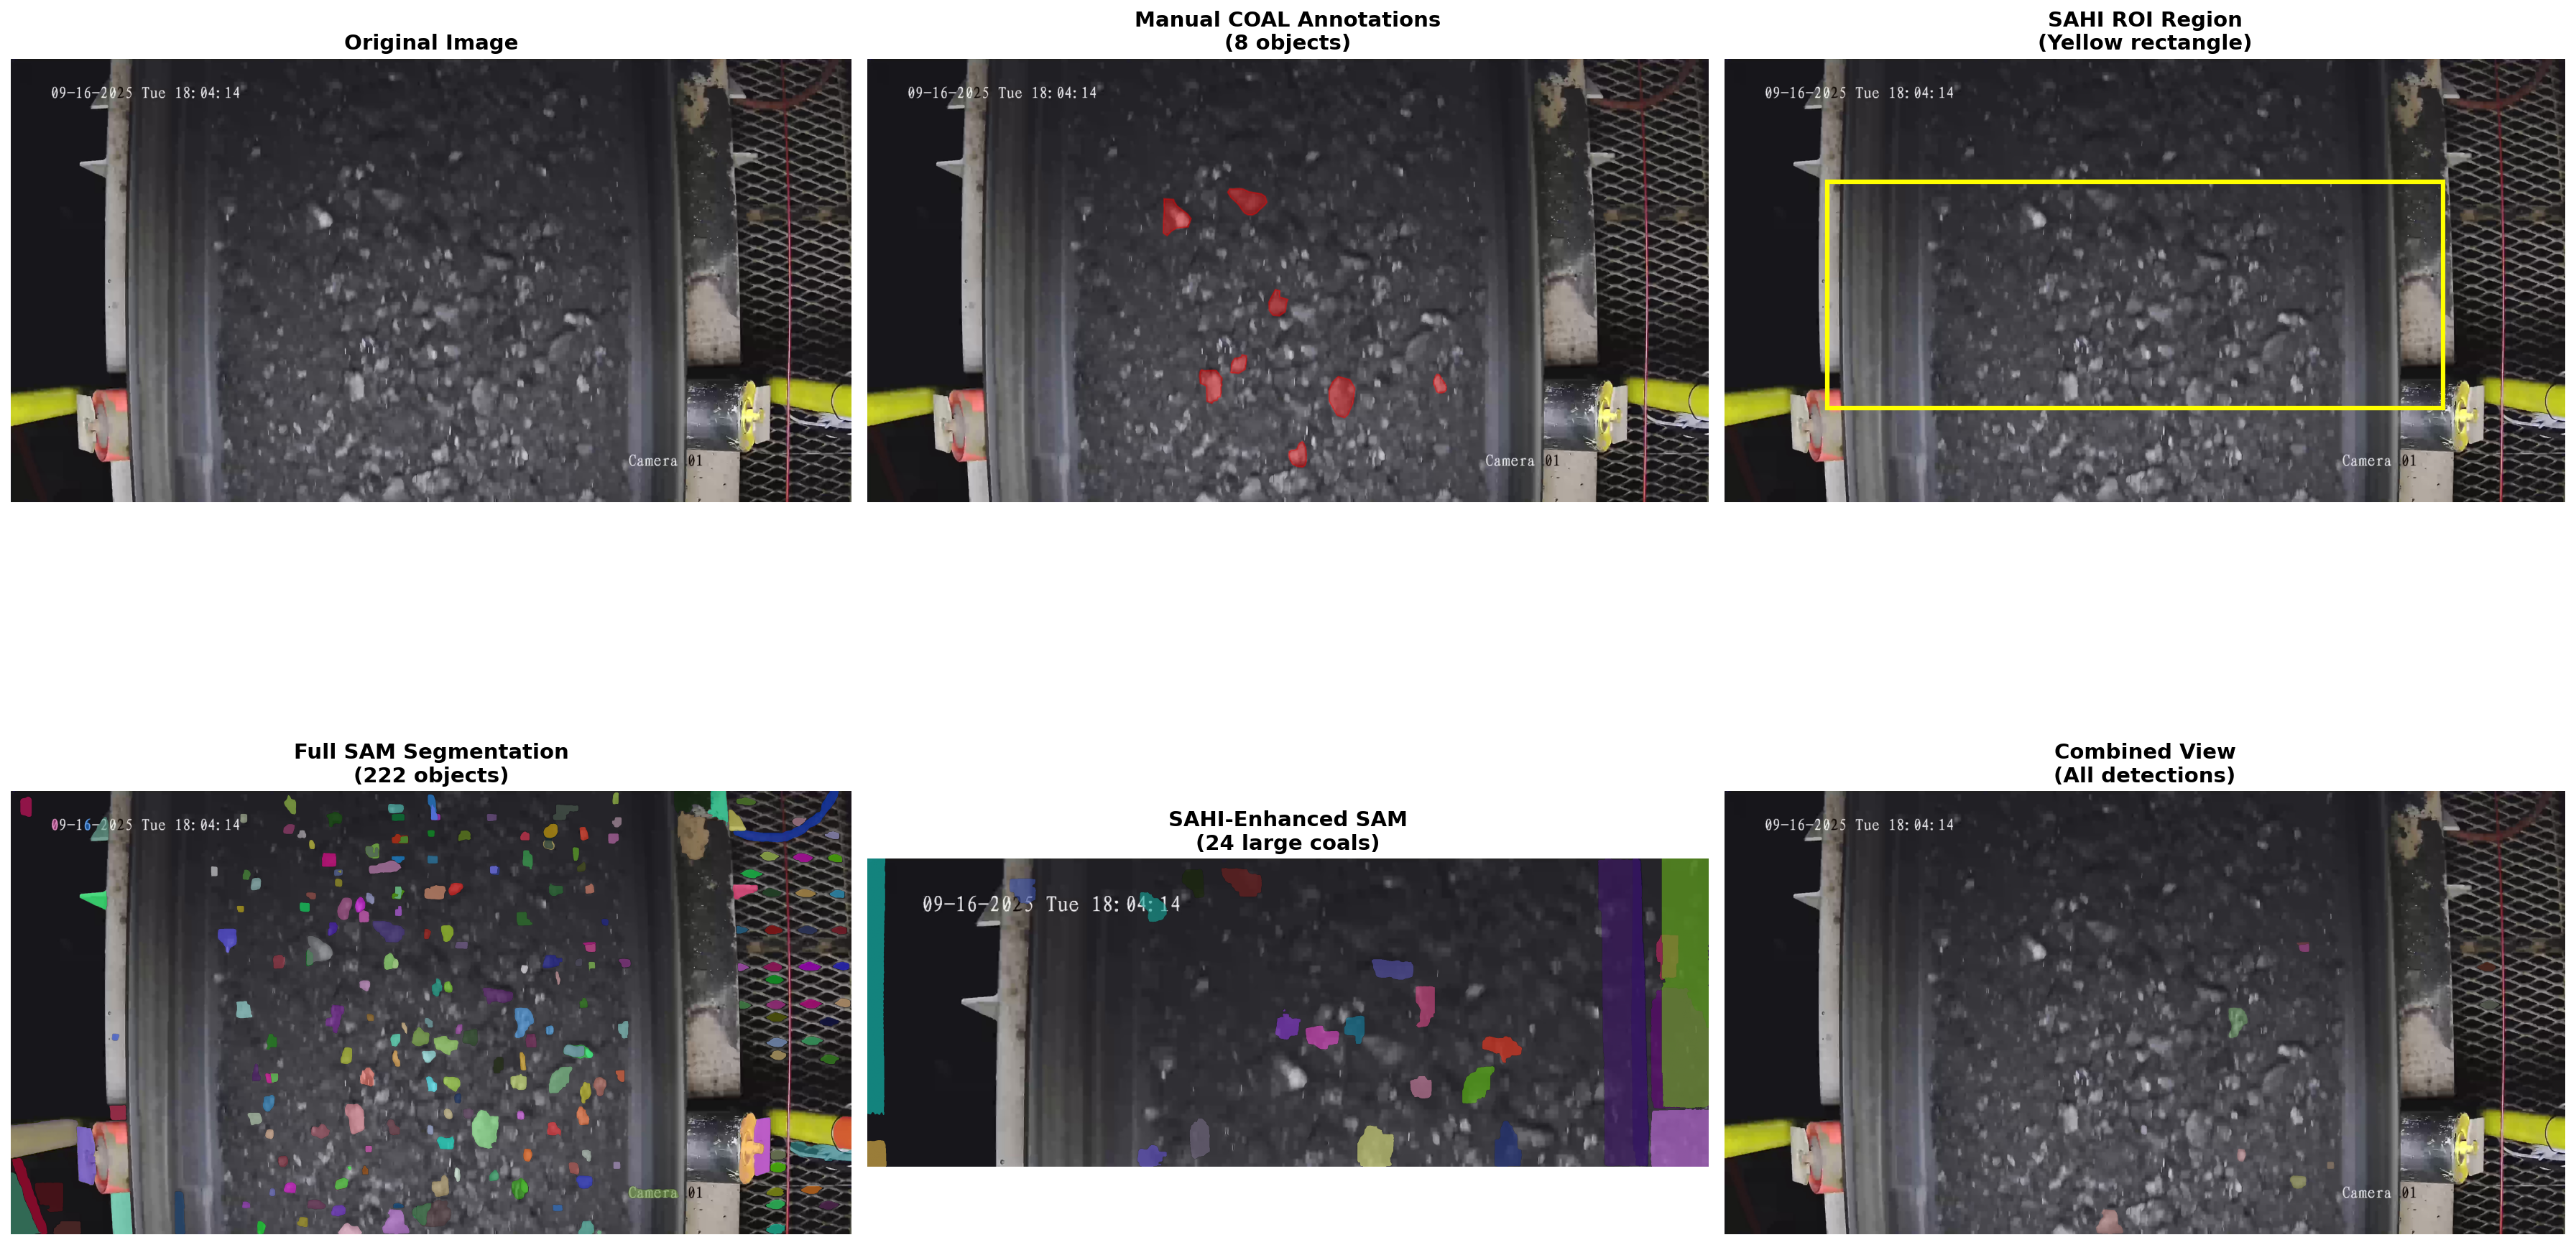 Original Image
09-16-2025 Tue 18:04:14
Camera 01
Manual COAL Annotations
(8 objects)
09-16-2025 Tue 18:04:14
Camera 01
SAHI ROI Region
(Yellow rectangle)
09-16-2025 Tue 18:04:14
Camera 01
Full SAM Segmentation
(222 objects)
09-16-2025 Tue 18:04:14
Camera 01
SAHI-Enhanced SAM
(24 large coals)
09-16-2025 Tue 18:04:14
Combined View
(All detections)
09-16-2025 Tue 18:04:14
Camera 01